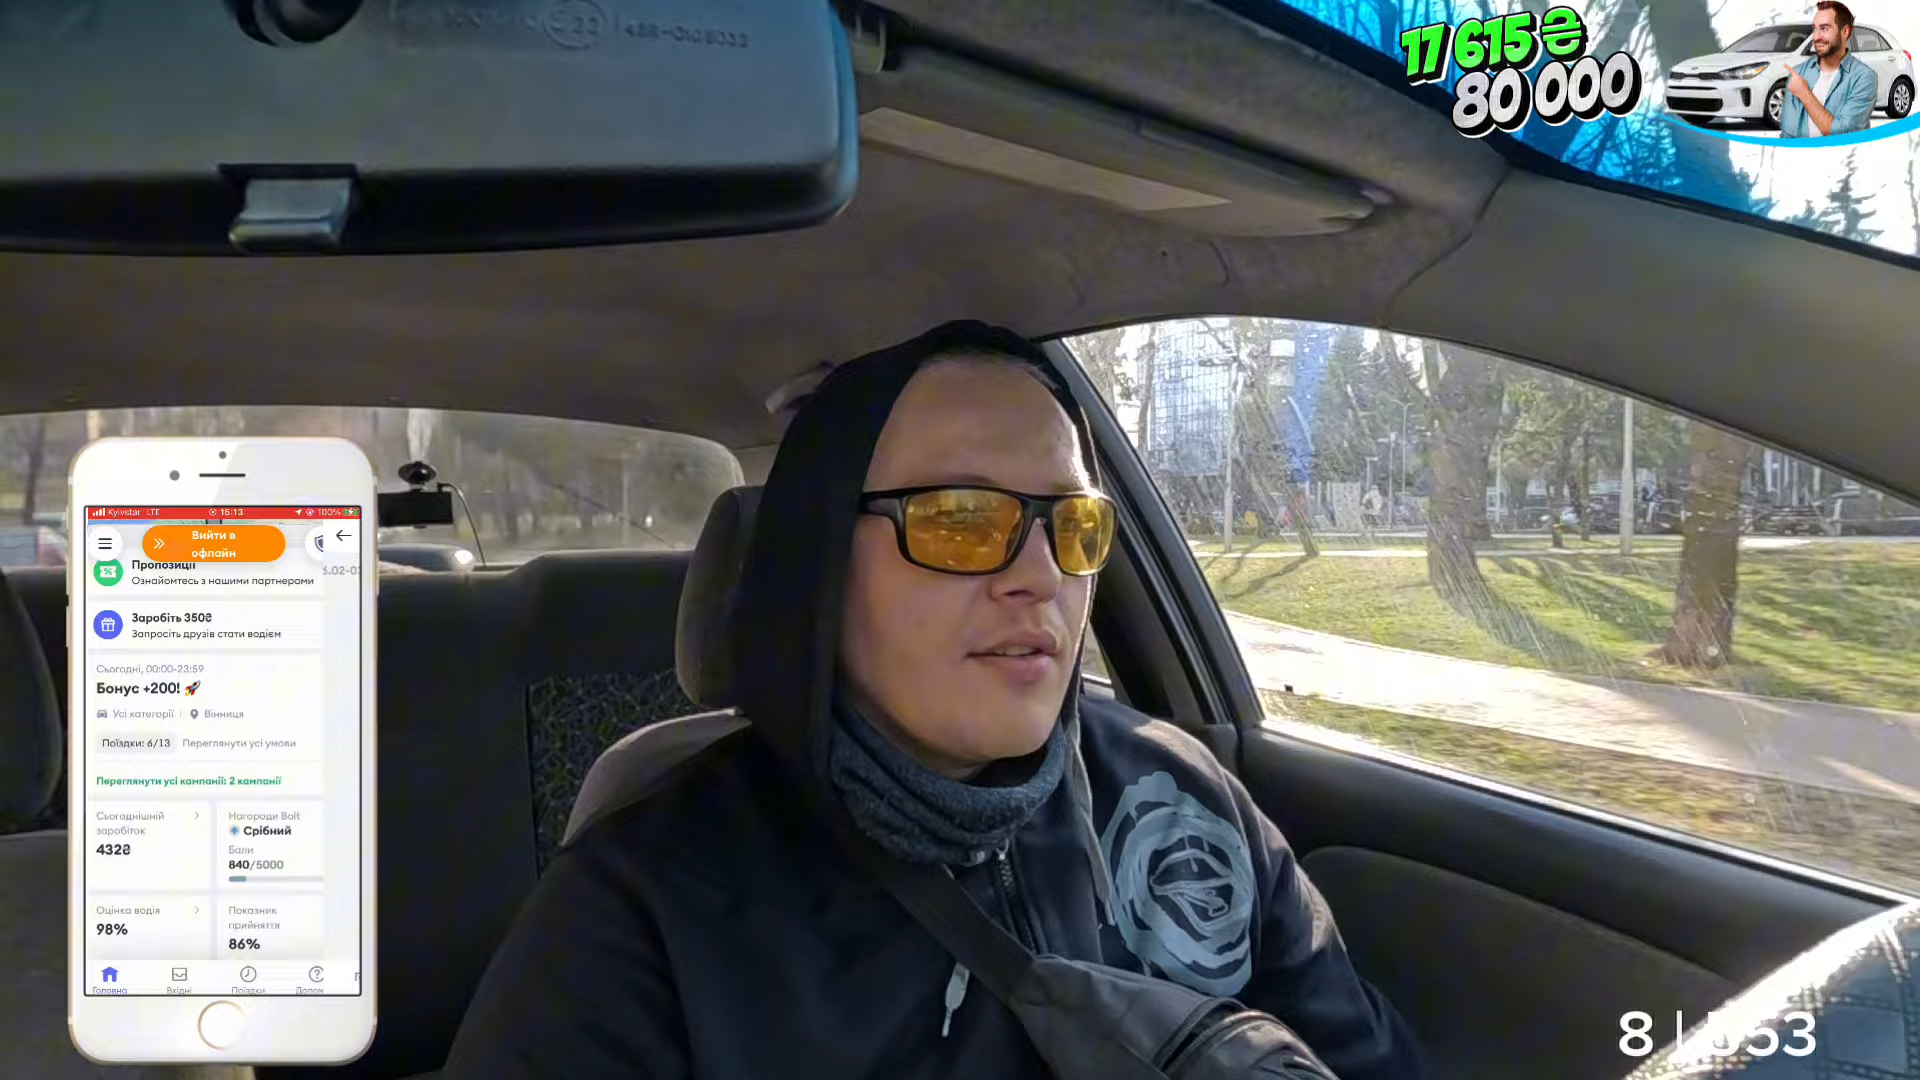 17 615 ₴
80 000
Kyivstar LTE
15:13
100%
Вийти в
офлайн
Пропозиції
Ознайомтесь з нашими партнерами
Заробіть 350₴
Запросіть друзів стати водієм
Сьогодні, 00:00-23:59
Бонус +200! 🚀
Усі категорії
Вінниця
Поїздки: 6/13
Переглянути усі умови
Переглянути усі кампанії: 2 кампанії
Сьогоднішній
заробіток
432₴
Нагороди Bolt
Срібний
Бали
840/5000
Оцінка водія
98%
Показник
прийняття
86%
Головна
Вхідні
Поїздки
Допом
8 |